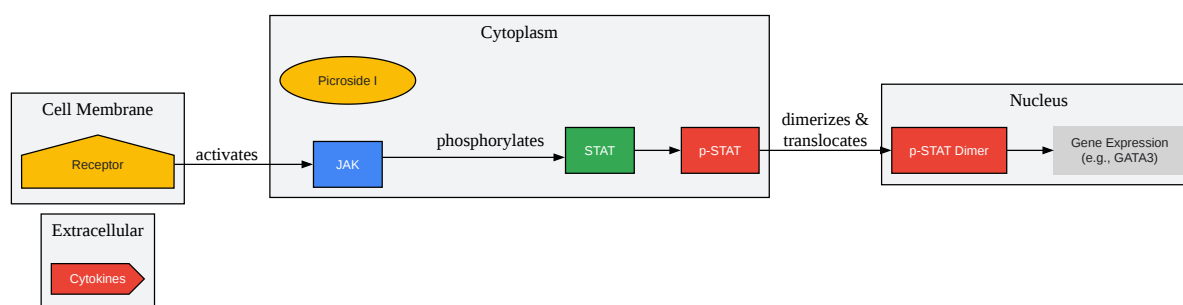 Cytoplasm
Picroside I
Cell Membrane
Receptor
activates
JAK
phosphorylates
STAT
p-STAT
dimerizes &
translocates
Nucleus
p-STAT Dimer
Gene Expression
(e.g., GATA3)
Extracellular
Cytokines